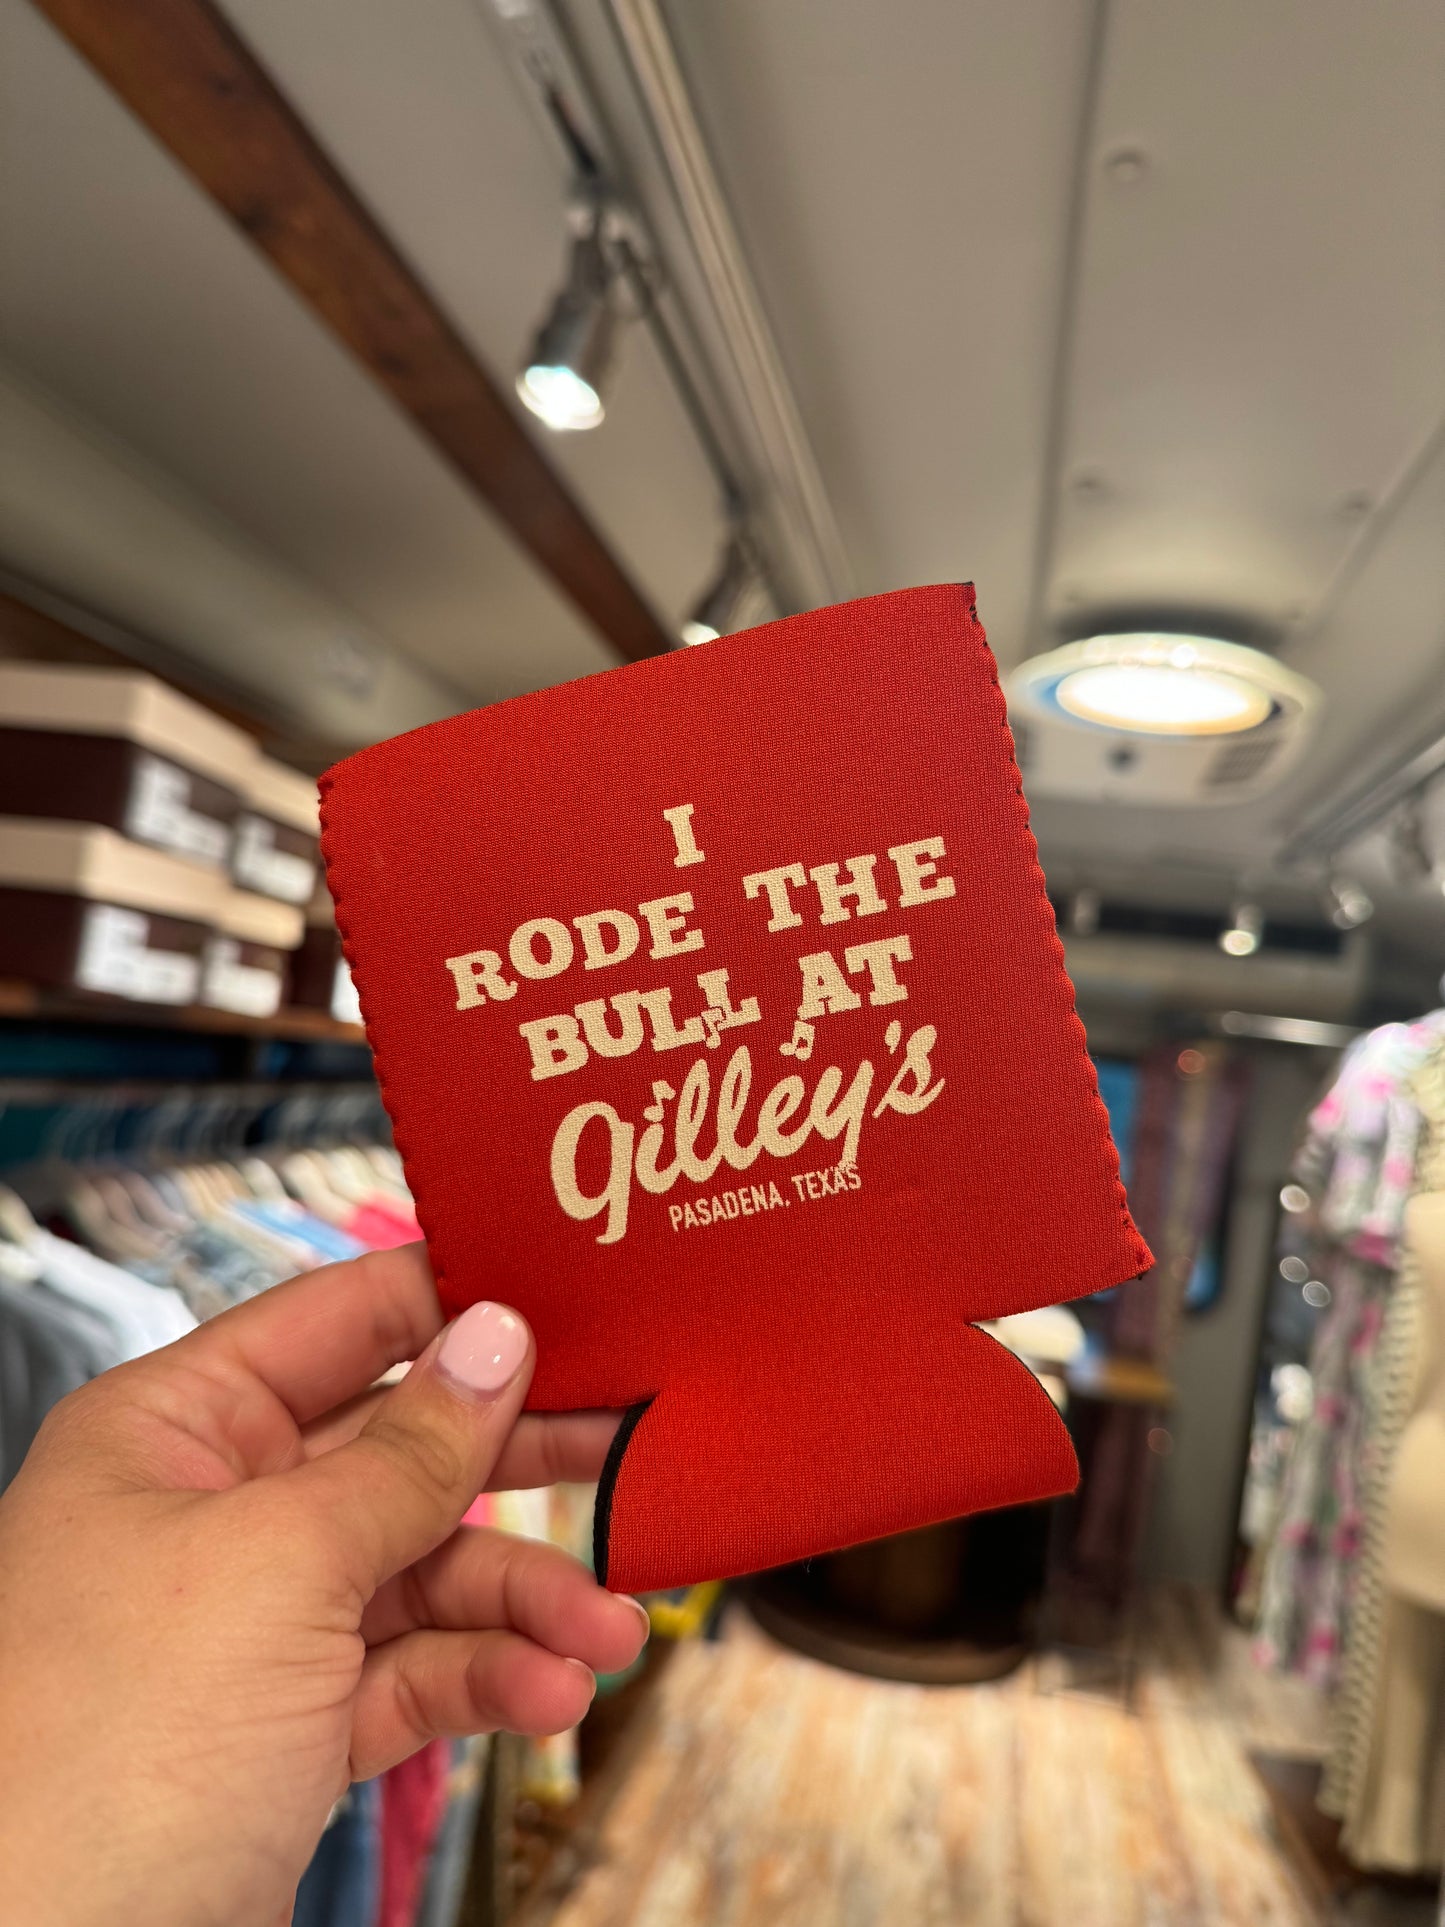 I
RODE THE
BULL AT
Gilley's
PASADENA, TEXAS